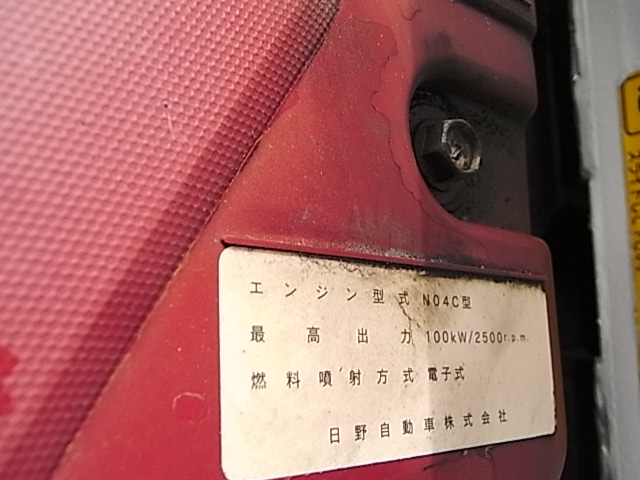 エンジン型式 N04C型
最高出力 100kW/2500r.p.m.
燃料噴射方式 電子式
日野自動車株式会社